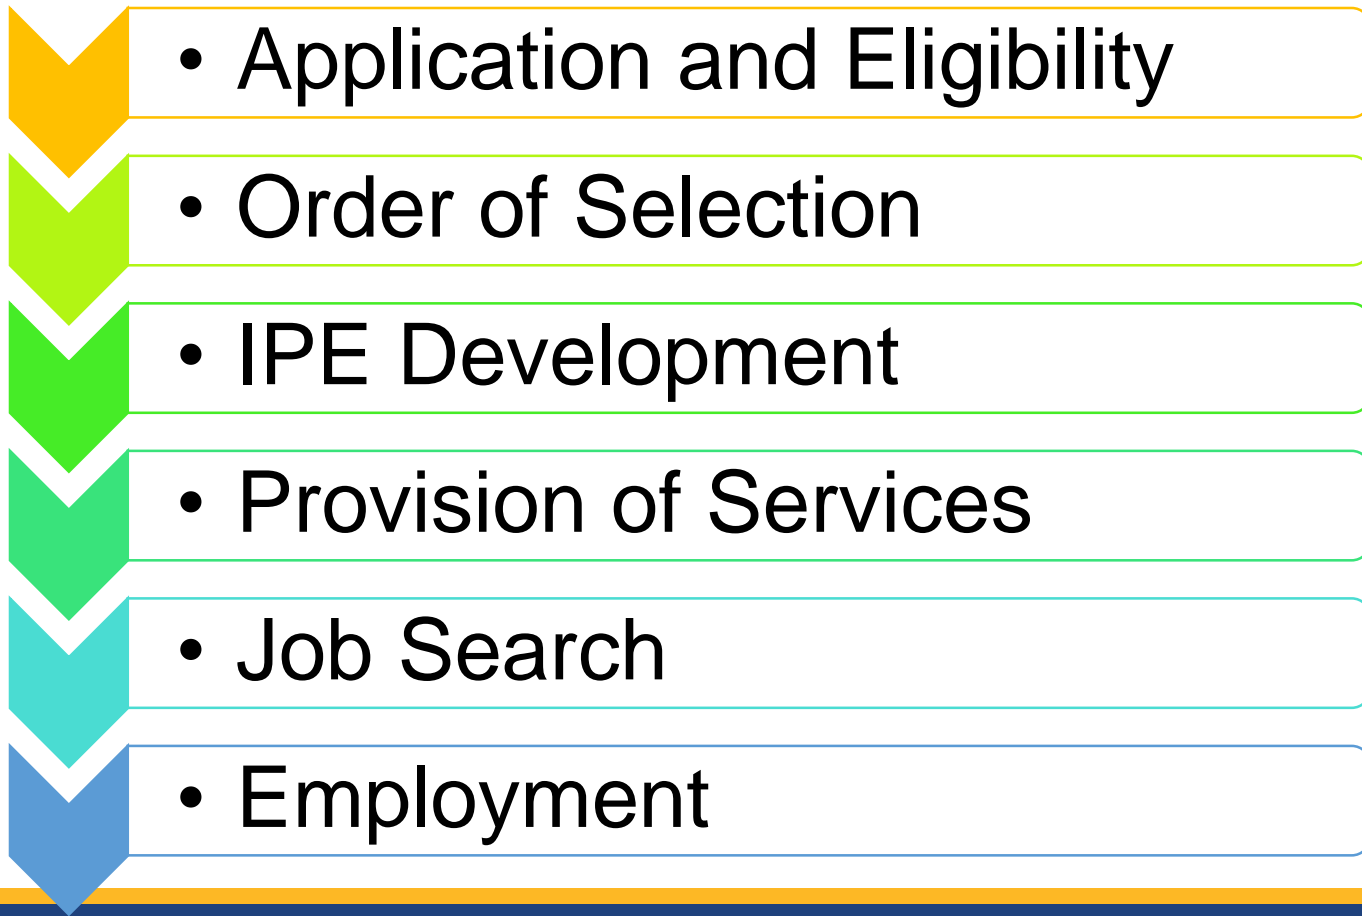 • Application and Eligibility
• Order of Selection
• IPE Development
• Provision of Services
• Job Search
• Employment